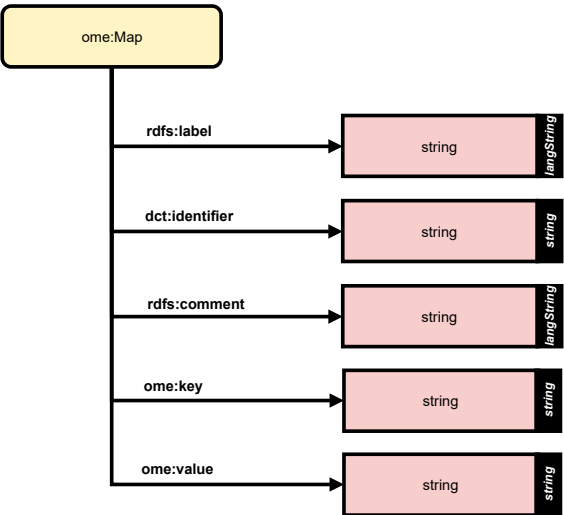 ome:Map
rdfs:label
string
langString
dct:identifier
string
string
rdfs:comment
string
langString
ome:key
string
string
ome:value
string
string